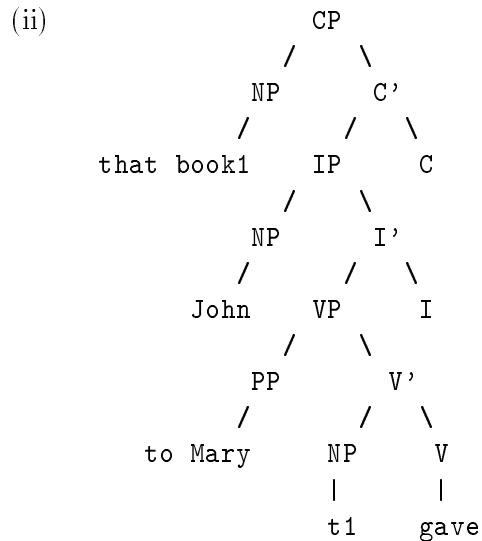 (ii) CP
NP C'
that book1 IP C
NP I'
John VP I
PP V'
to Mary NP V
t1 gave